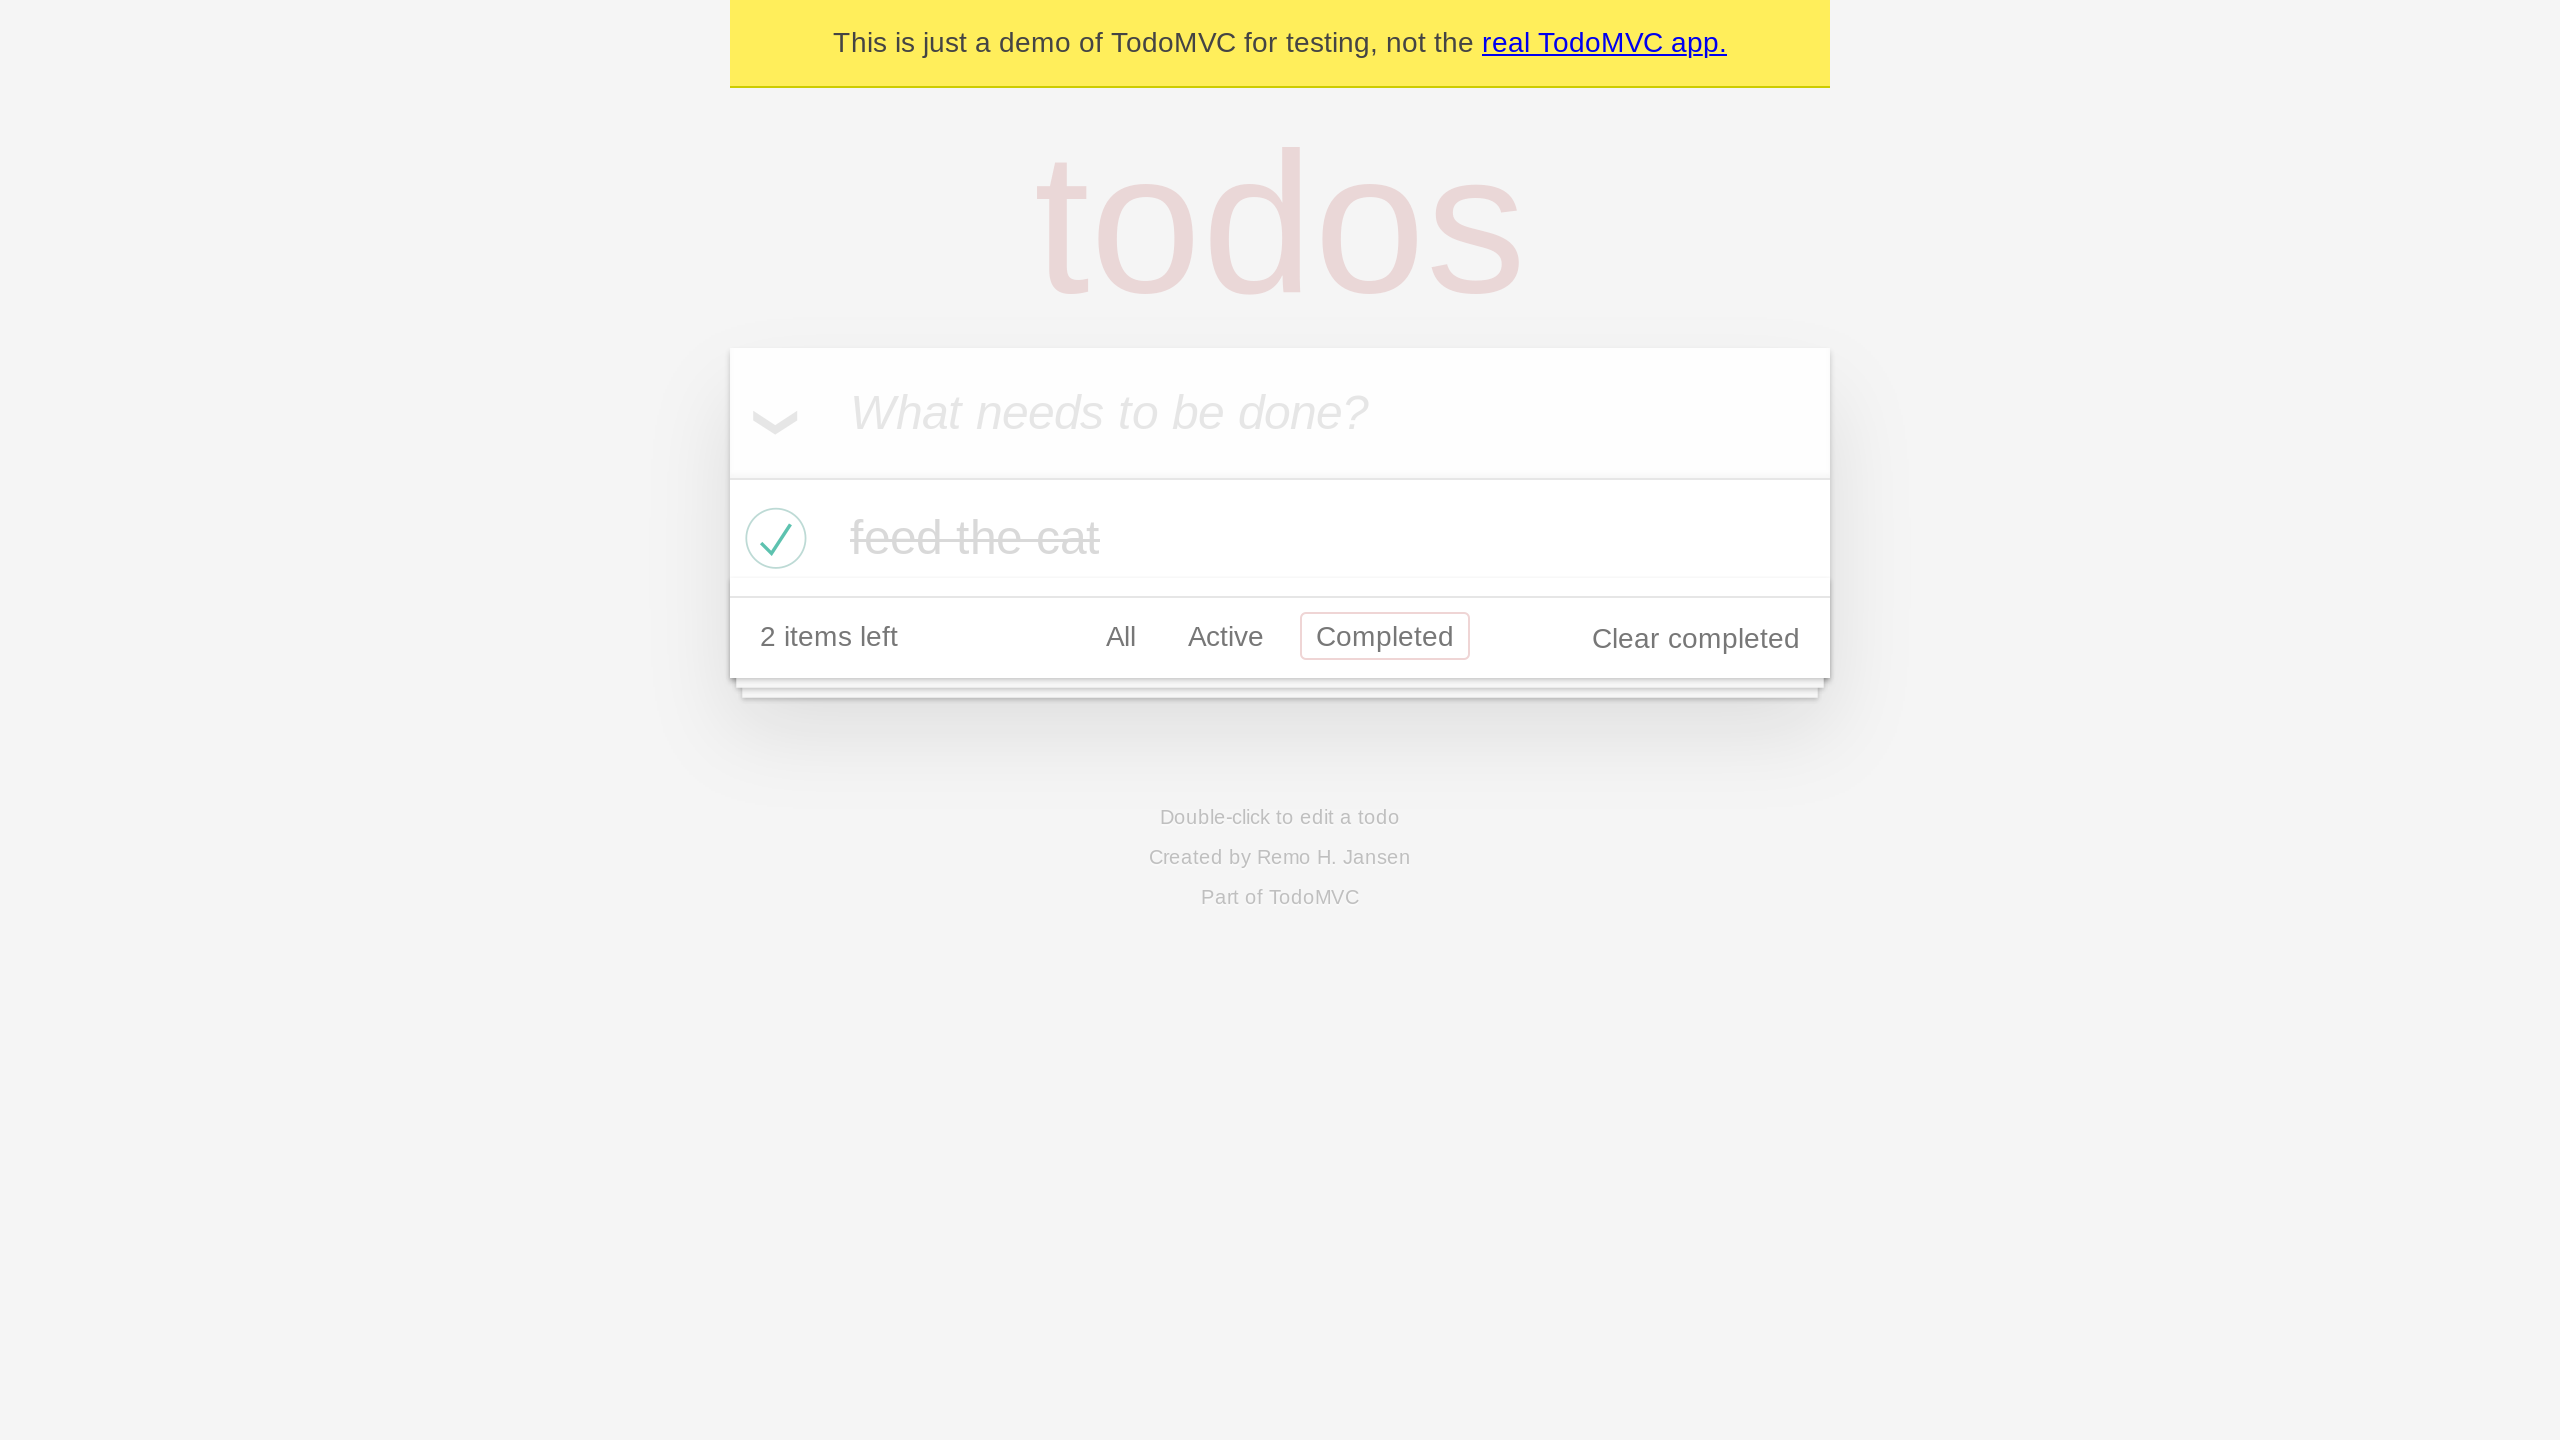 This is just a demo of TodoMVC for testing, not the real TodoMVC app.
todos
What needs to be done?
feed the cat
2 items left All Active Completed Clear completed
Double-click to edit a todo
Created by Remo H. Jansen
Part of TodoMVC